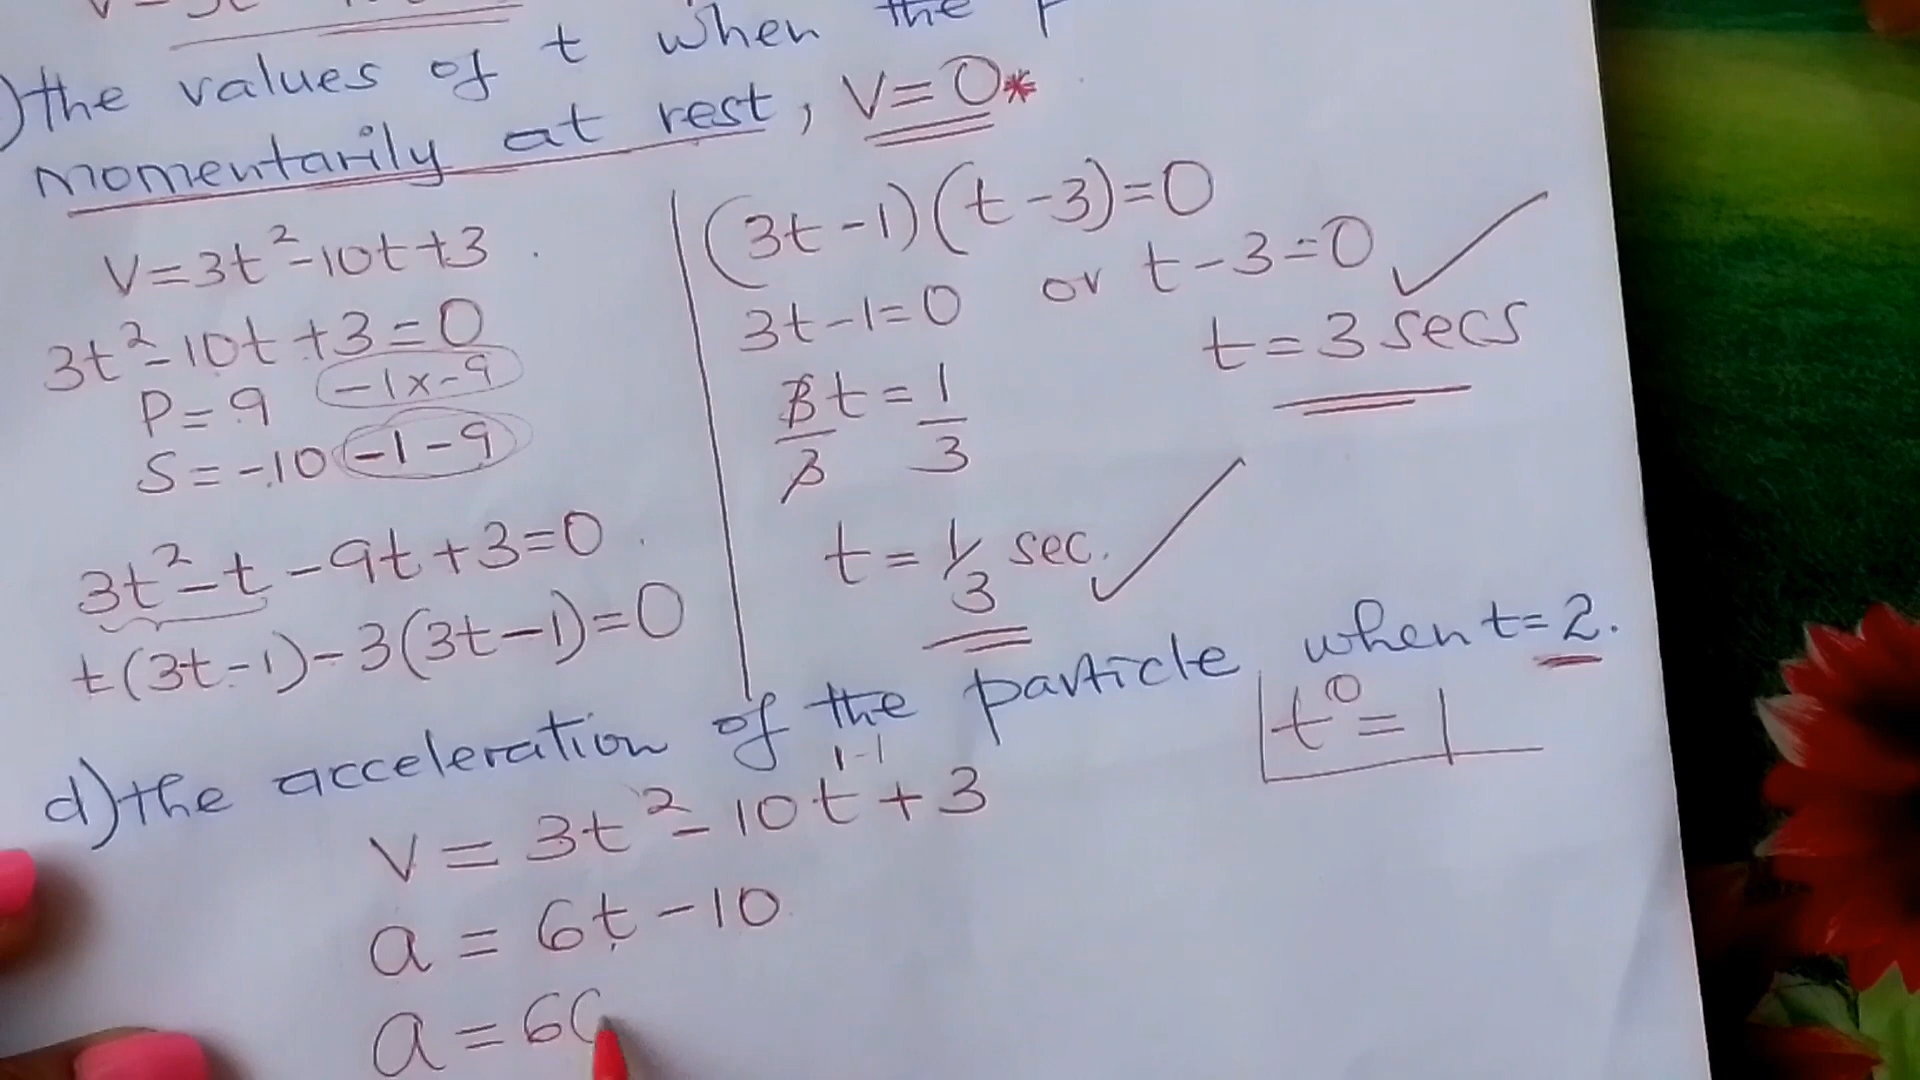 the
)the values of t when the
momentarily at rest, V=0*
V=3t²-10t+3
3t²-10t+3=0
P=9 -1x-9
S=-10 -1-9
3t²-t-9t+3=0
t(3t-1)-3(3t-1)=0
(3t-1)(t-3)=0
3t-1=0 or t-3=0
t=3 secs
3t/3=1/3
t=1/3 sec.
d)the acceleration of the particle when t=2.
t⁰=1
1-1
V=3t²-10t+3
a=6t-10
a=6(